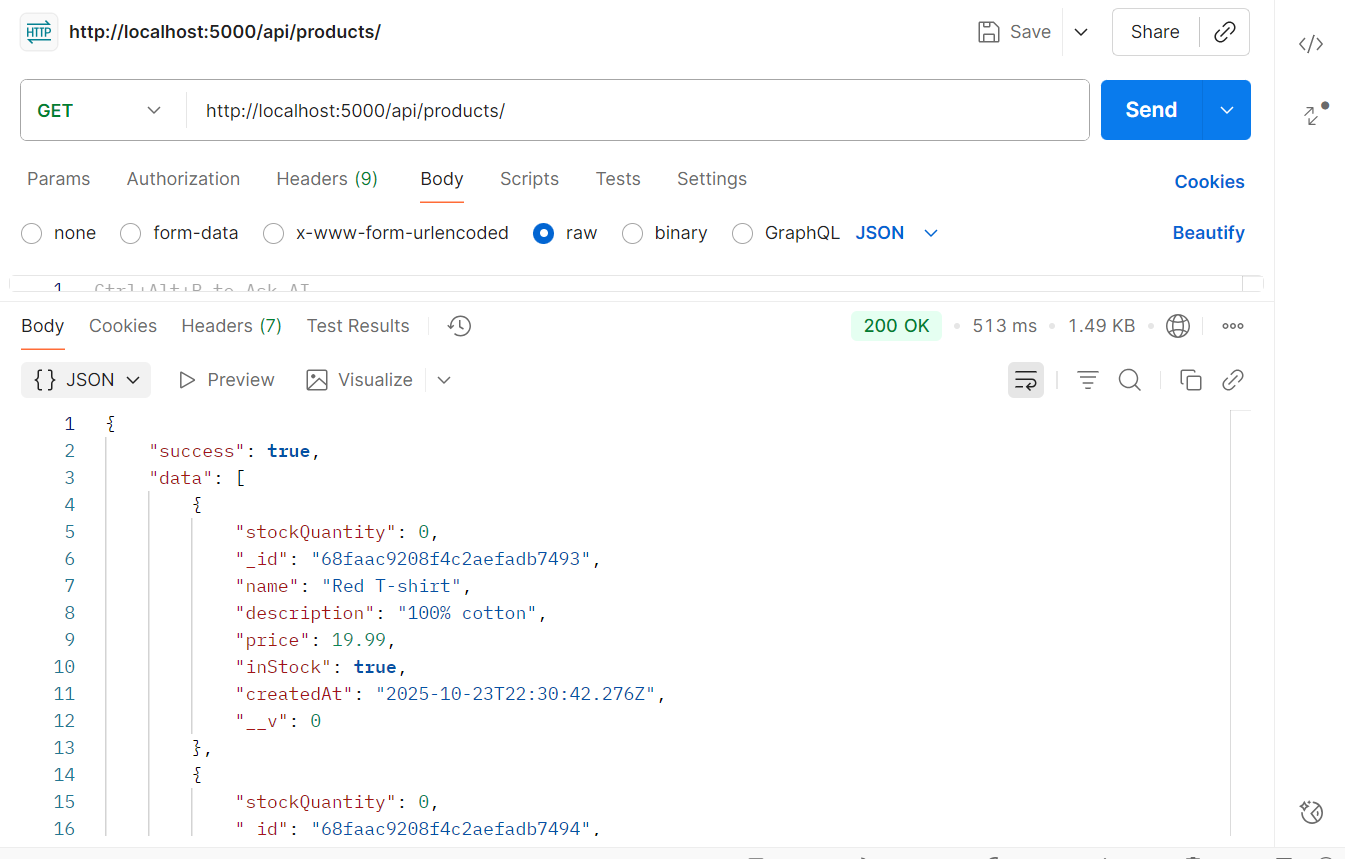 HTTP http://localhost:5000/api/products/ Save Share
GET http://localhost:5000/api/products/ Send
Params Authorization Headers (9) Body Scripts Tests Settings Cookies
none form-data x-www-form-urlencoded raw binary GraphQL JSON Beautify
1 Ctrl+Alt+P to Ask AI
Body Cookies Headers (7) Test Results 200 OK 513 ms 1.49 KB
{} JSON Preview Visualize
1 {
2 "success": true,
3 "data": [
4 {
5 "stockQuantity": 0,
6 "_id": "68faac9208f4c2aefadb7493",
7 "name": "Red T-shirt",
8 "description": "100% cotton",
9 "price": 19.99,
10 "inStock": true,
11 "createdAt": "2025-10-23T22:30:42.276Z",
12 "__v": 0
13 },
14 {
15 "stockQuantity": 0,
16 "_id": "68faac9208f4c2aefadb7494",